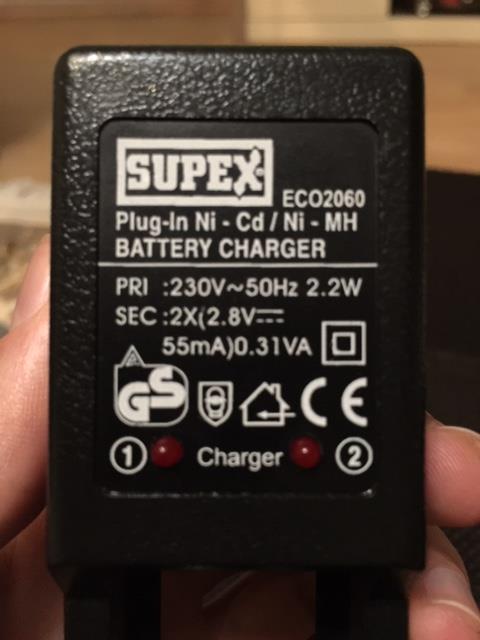 SUPEX
ECO2060
Plug-In Ni - Cd / Ni - MH
BATTERY CHARGER
PRI :230V~50Hz 2.2W
SEC :2X(2.8V⎓
55mA)0.31VA
GS CE
1 Charger 2